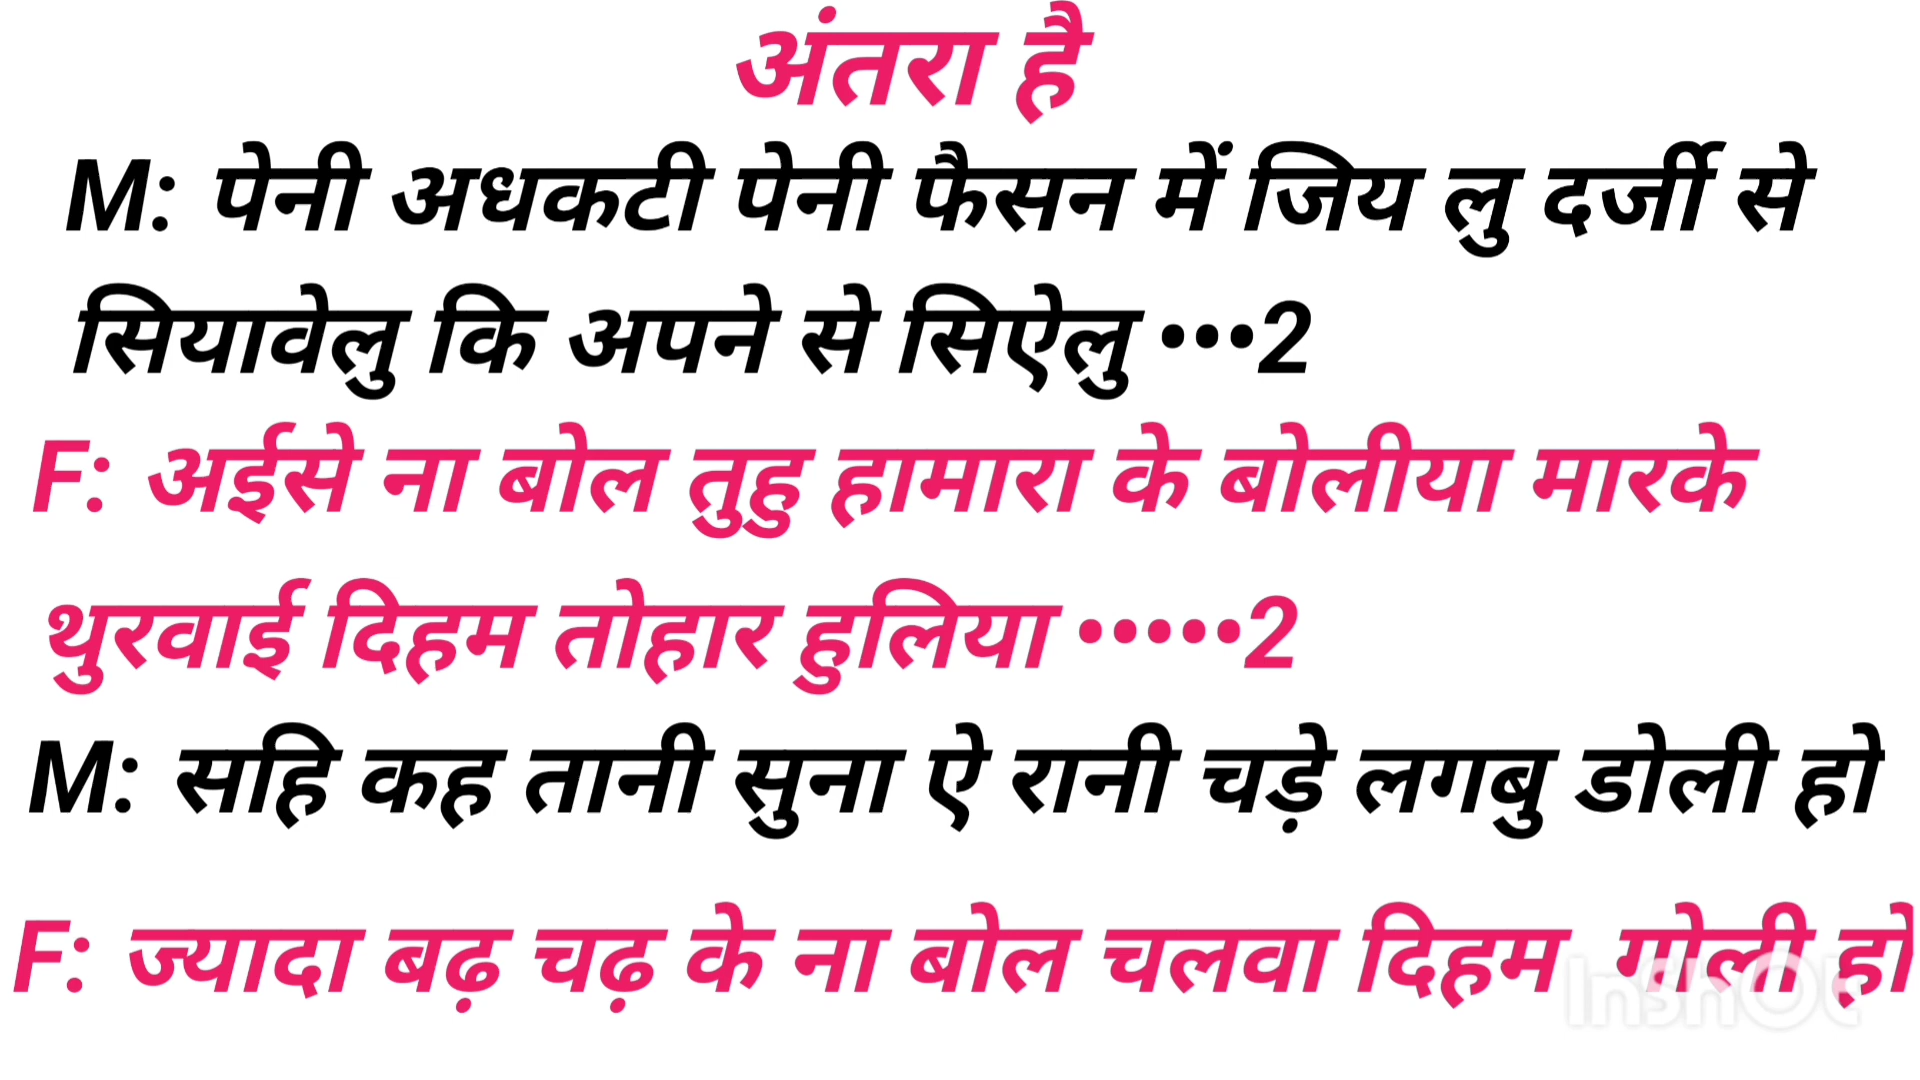 अंतरा है
M: पेनी अधकटी पेनी फैसन में जिय लु दर्जी से
सियावेलु कि अपने से सिऐलु •••2
F: अईसे ना बोल तुहु हामारा के बोलीया मारके
थुरवाई दिहम तोहार हुलिया •••••2
M: सहि कह तानी सुना ऐ रानी चड़े लगबु डोली हो
F: ज्यादा बढ़ चढ़ के ना बोल चलवा दिहम गोली हो
InShOt